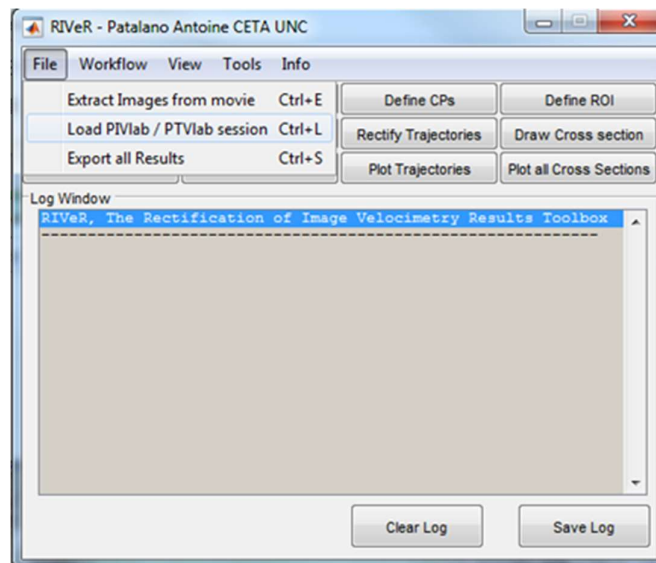 RIVeR - Patalano Antoine CETA UNC
File Workflow View Tools Info
Extract Images from movie Ctrl+E
Load PIVlab / PTVlab session Ctrl+L
Export all Results Ctrl+S
Define CPs Define ROI
Rectify Trajectories Draw Cross section
Plot Trajectories Plot all Cross Sections
Log Window
RIVeR, The Rectification of Image Velocimetry Results Toolbox
------------------------------------------------------------
Clear Log Save Log